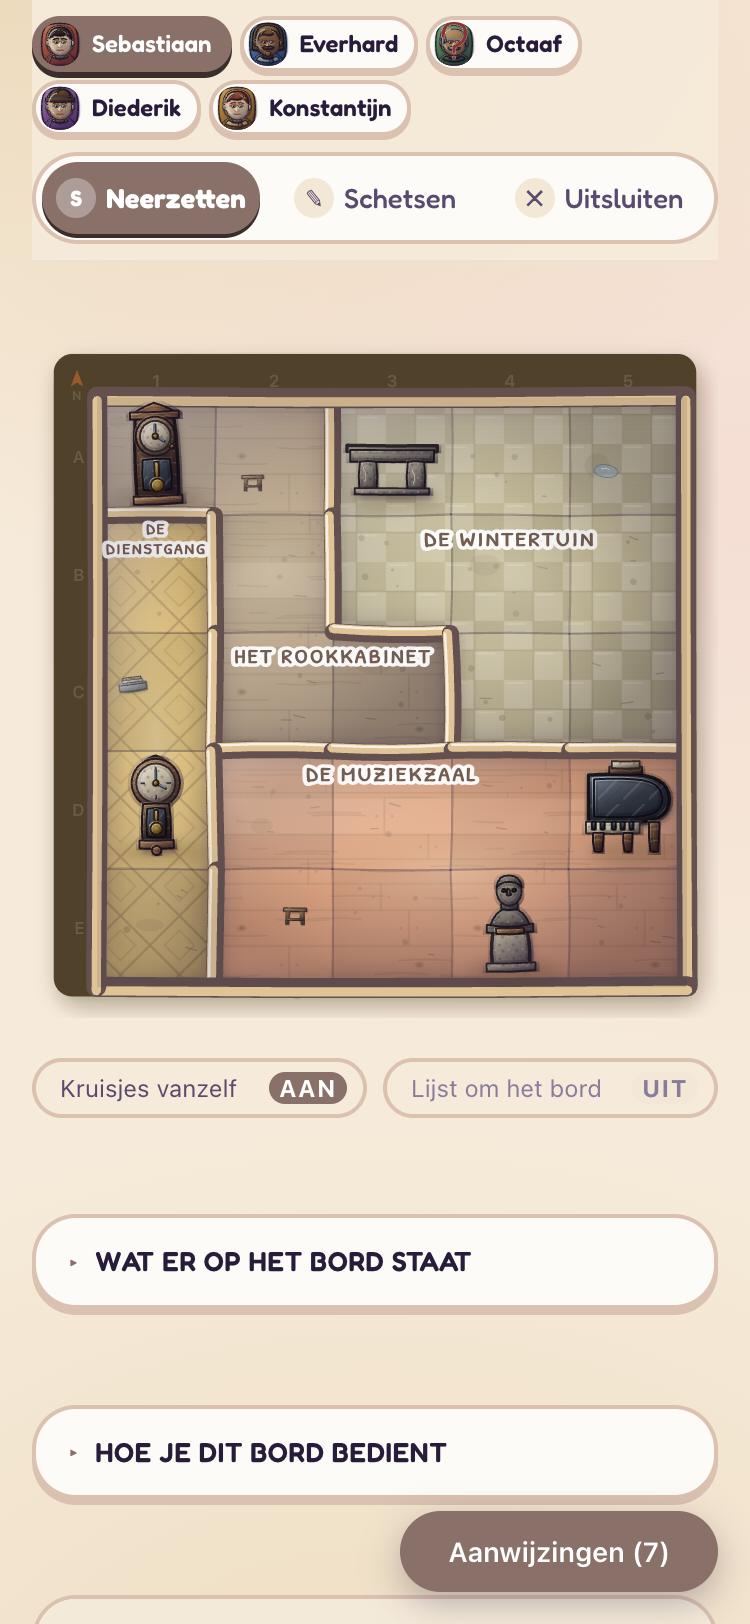 Sebastiaan
Everhard
Octaaf
Diederik
Konstantijn
S Neerzetten
Schetsen
Uitsluiten
N
1 2 3 4 5
A
DE
DIENSTGANG
DE WINTERTUIN
B
HET ROOKKABINET
C
DE MUZIEKZAAL
D
E
Kruisjes vanzelf AAN
Lijst om het bord UIT
WAT ER OP HET BORD STAAT
HOE JE DIT BORD BEDIENT
Aanwijzingen (7)